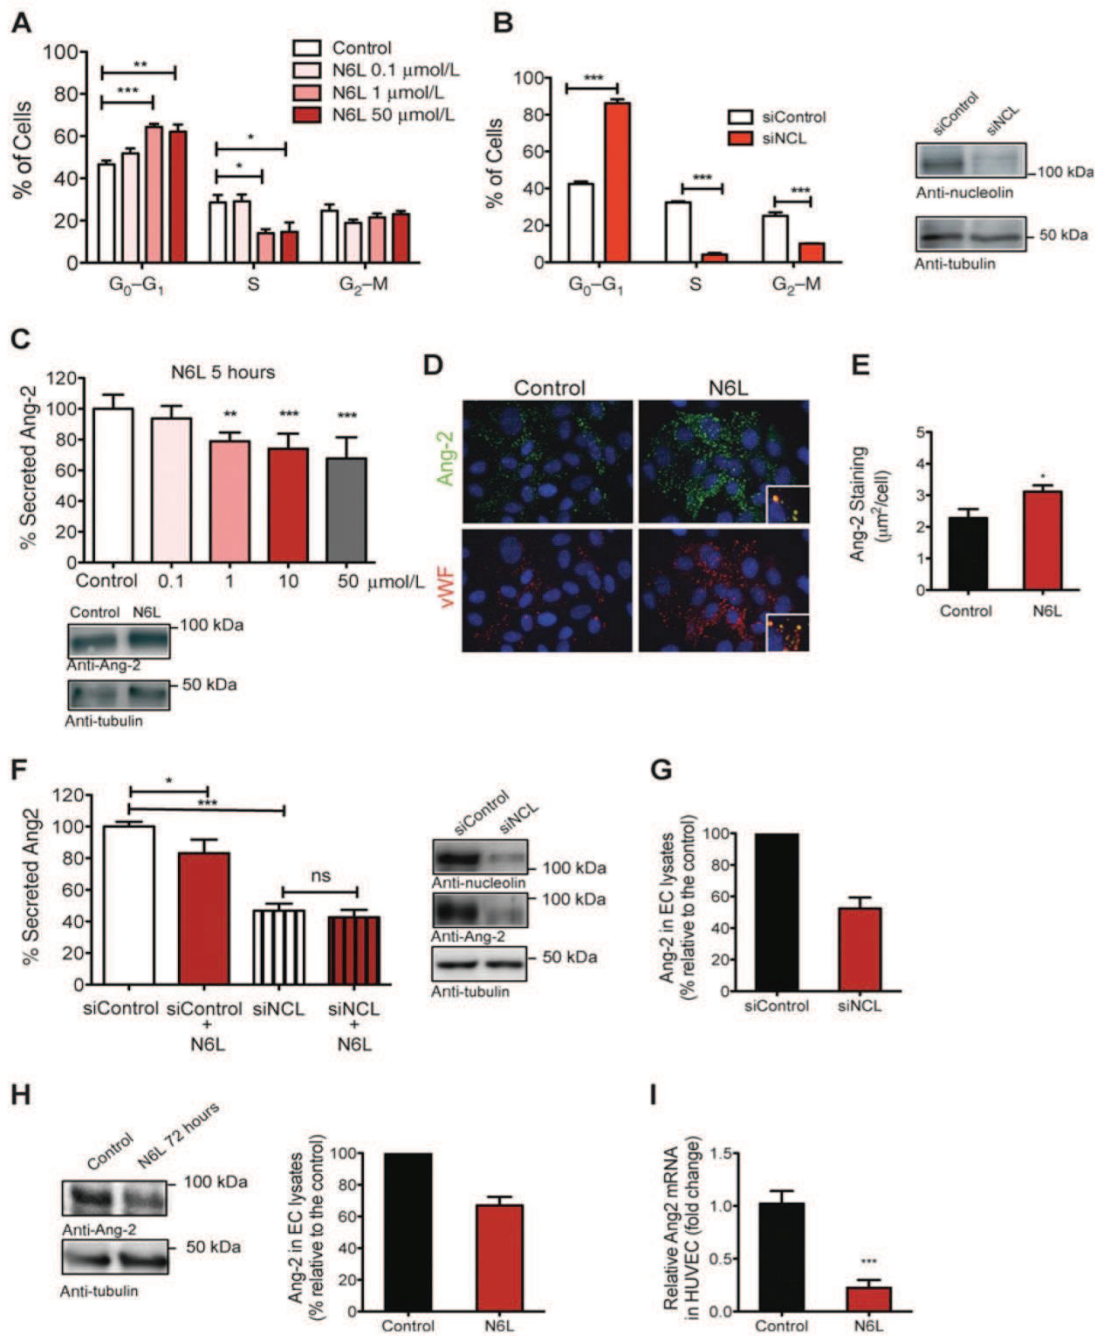 A
% of Cells
100
80
60
40
20
0
**
***
*
*
Control
N6L 0.1 μmol/L
N6L 1 μmol/L
N6L 50 μmol/L
G0–G1 S G2–M
B
% of Cells
100
80
60
40
20
0
***
***
***
siControl
siNCL
G0–G1 S G2–M
siControl siNCL
100 kDa
Anti-nucleolin
50 kDa
Anti-tubulin
C
N6L 5 hours
% Secreted Ang-2
120
100
80
60
40
20
0
** *** ***
Control 0.1 1 10 50 μmol/L
Control N6L
100 kDa
Anti-Ang-2
50 kDa
Anti-tubulin
D
Control N6L
Ang-2
vWF
E
Ang-2 Staining
(μm²/cell)
5
4
3
2
1
0
*
Control N6L
F
% Secreted Ang2
120
100
80
60
40
20
0
*
***
ns
siControl siControl siNCL siNCL
+ +
N6L N6L
siControl siNCL
100 kDa
Anti-nucleolin
100 kDa
Anti-Ang-2
50 kDa
Anti-tubulin
G
Ang-2 in EC lysates
(% relative to the control)
100
80
60
40
20
0
siControl siNCL
H
Control N6L 72 hours
100 kDa
Anti-Ang-2
50 kDa
Anti-tubulin
Ang-2 in EC lysates
(% relative to the control)
100
80
60
40
20
0
Control N6L
I
Relative Ang2 mRNA
in HUVEC (fold change)
1.5
1.0
0.5
0.0
***
Control N6L